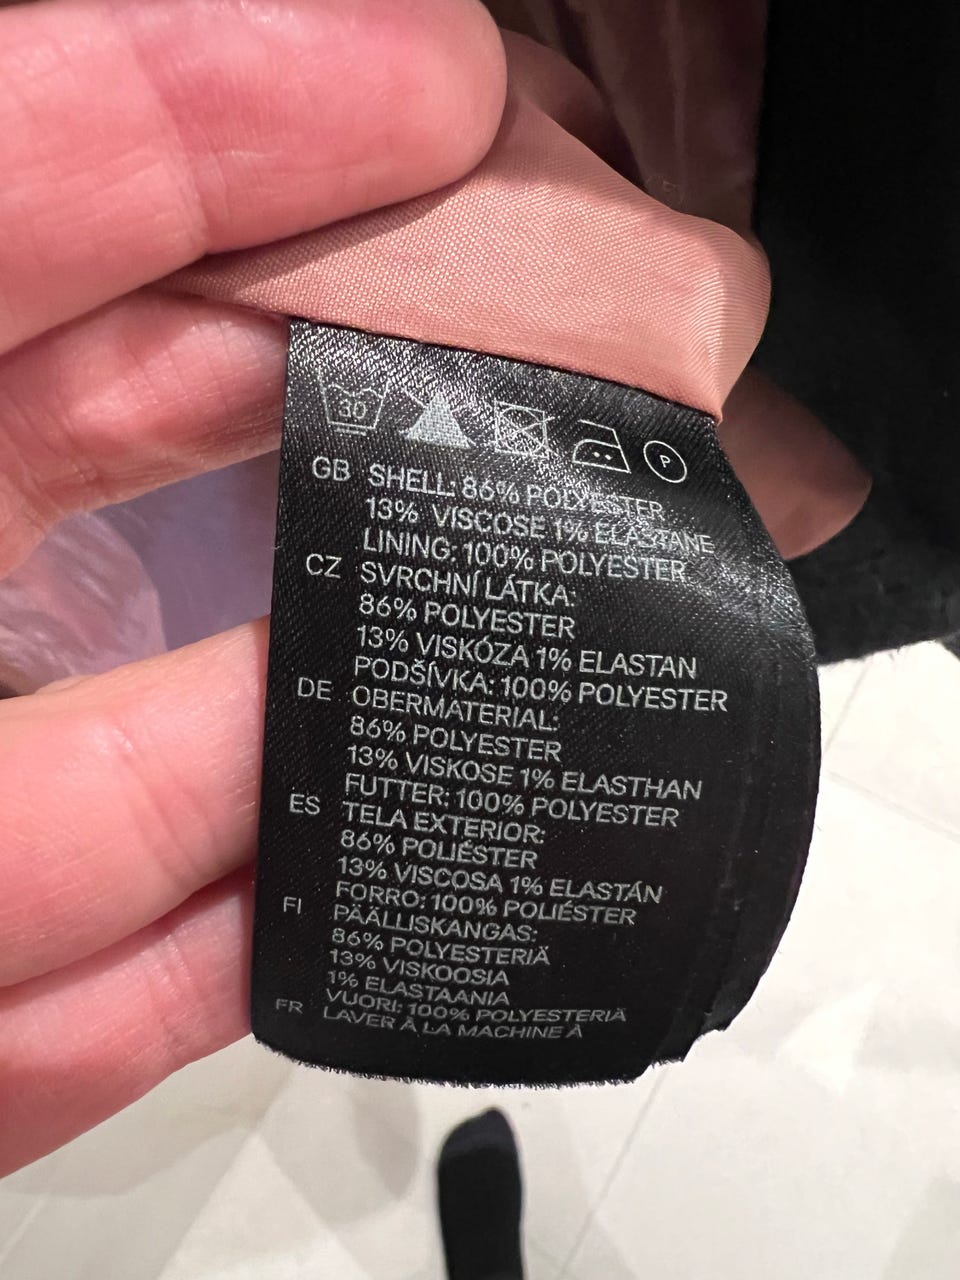 30
P
GB SHELL: 86% POLYESTER
13% VISCOSE 1% ELASTANE
LINING: 100% POLYESTER
CZ SVRCHNÍ LÁTKA:
86% POLYESTER
13% VISKÓZA 1% ELASTAN
PODŠÍVKA: 100% POLYESTER
DE OBERMATERIAL:
86% POLYESTER
13% VISKOSE 1% ELASTHAN
FUTTER: 100% POLYESTER
ES TELA EXTERIOR:
86% POLIÉSTER
13% VISCOSA 1% ELASTÁN
FORRO: 100% POLIÉSTER
FI PÄÄLLISKANGAS:
86% POLYESTERIÄ
13% VISKOOSIA
1% ELASTAANIA
VUORI: 100% POLYESTERIÄ
FR LAVER À LA MACHINE À